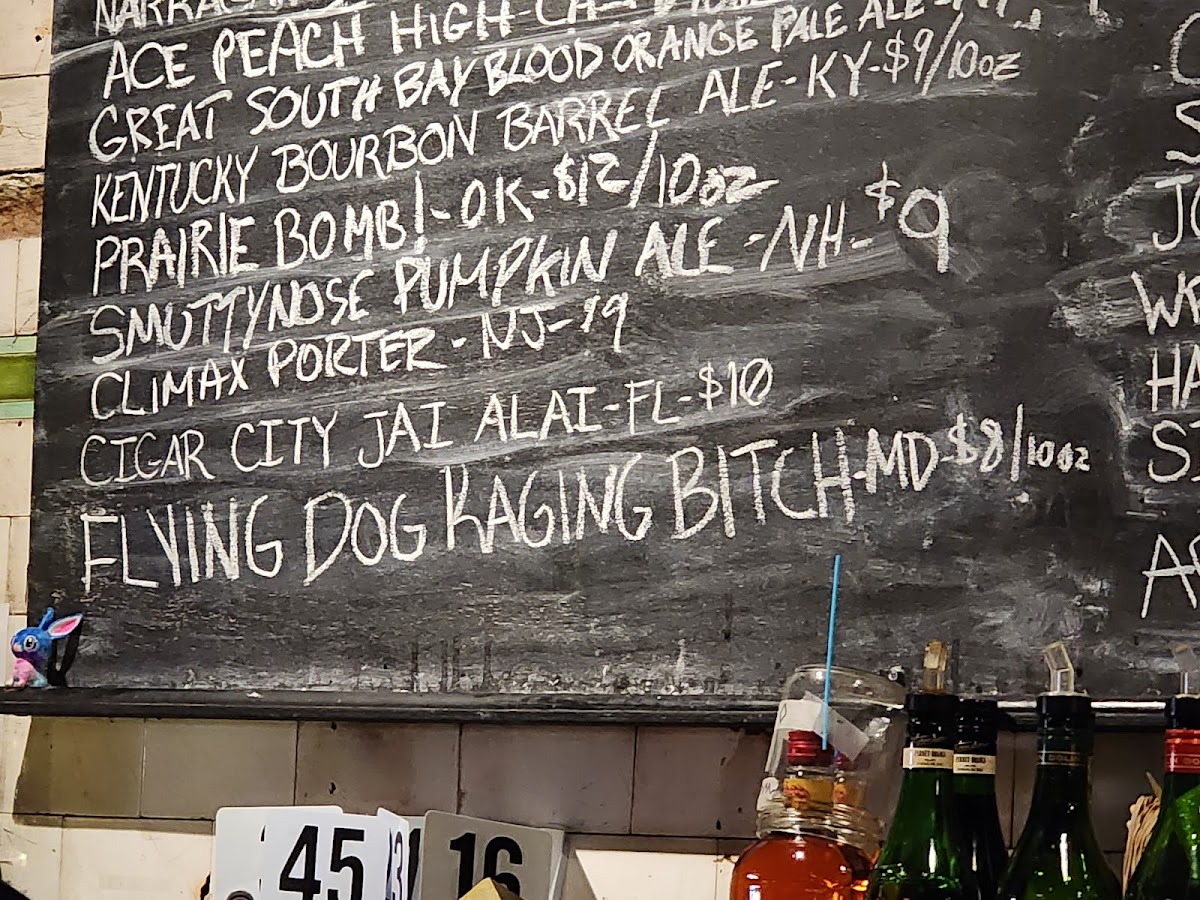 ACE PEACH HIGH-CA-
GREAT SOUTH BAY BLOOD ORANGE PALE ALE-NY-
KENTUCKY BOURBON BARREL ALE-KY-$9/10oz
PRAIRIE BOMB!-OK-$12/10oz
SMUTTYNOSE PUMPKIN ALE-NH-$9
CLIMAX PORTER-NJ-$9
CIGAR CITY JAI ALAI-FL-$10
FLYING DOG RAGING BITCH-MD-$8/10oz
45
16